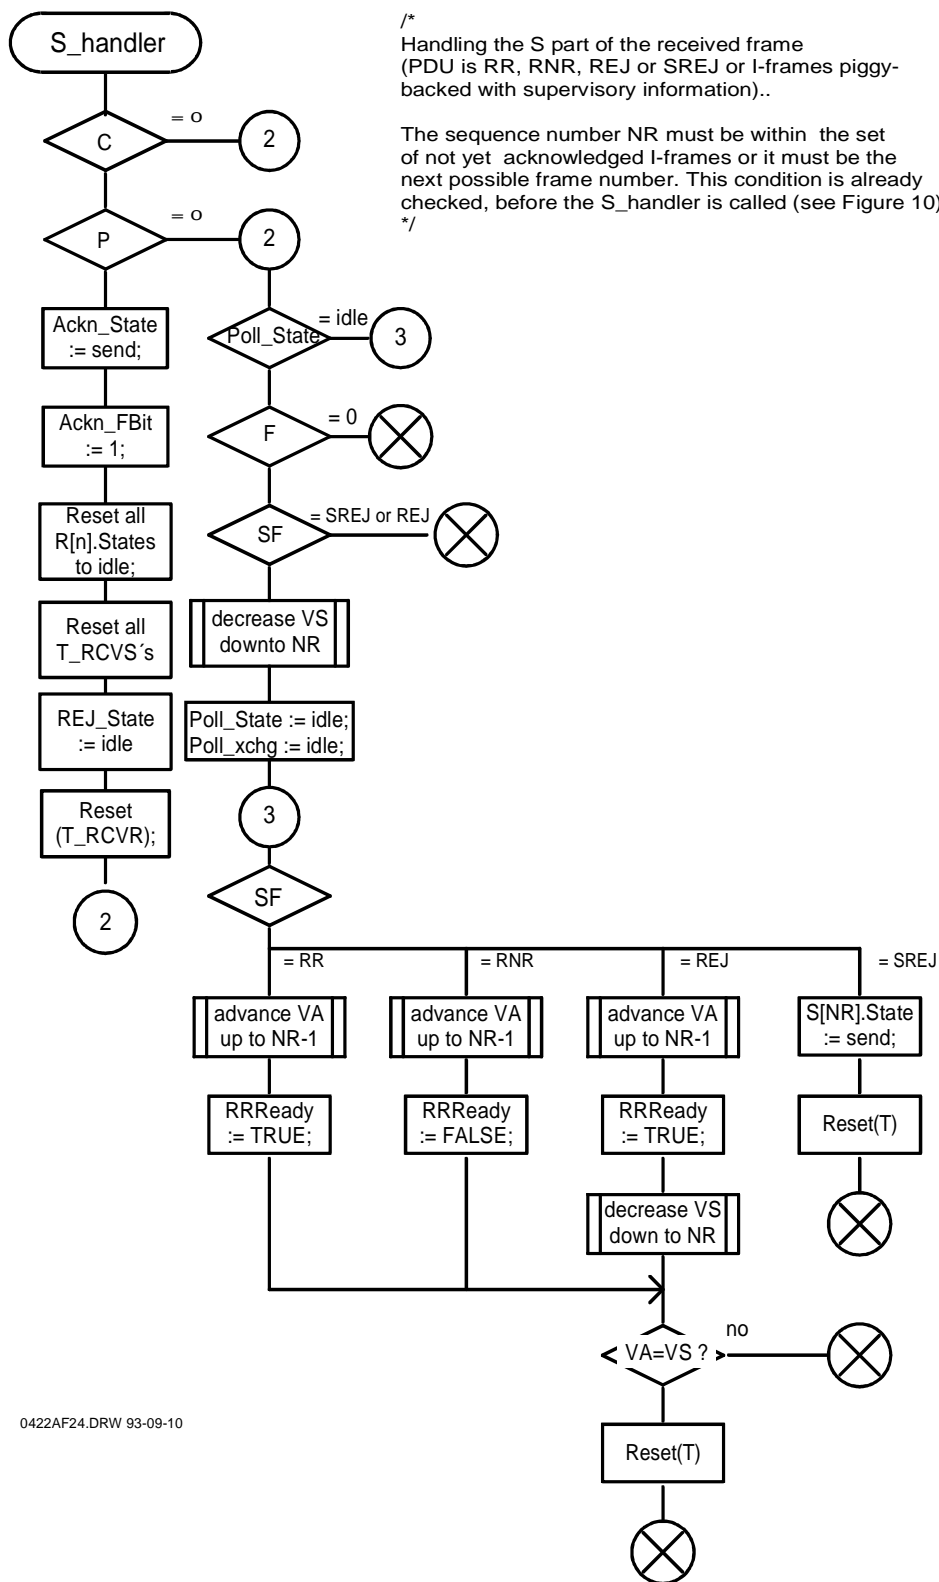 S_handler
/*
Handling the S part of the received frame
(PDU is RR, RNR, REJ or SREJ or I-frames piggy-
backed with supervisory information)..
The sequence number NR must be within the set
of not yet acknowledged I-frames or it must be the
next possible frame number. This condition is already
checked, before the S_handler is called (see Figure 10)
*/
C
= 0
2
P
= 0
2
Ackn_State
:= send;
Ackn_FBit
:= 1;
Reset all
R[n].States
to idle;
Reset all
T_RCVS´s
REJ_State
:= idle
Reset
(T_RCVR);
2
Poll_State
= idle
3
F
= 0
SF
= SREJ or REJ
decrease VS
downto NR
Poll_State := idle;
Poll_xchg := idle;
3
SF
= RR
advance VA
up to NR-1
RRReady
:= TRUE;
= RNR
advance VA
up to NR-1
RRReady
:= FALSE;
= REJ
advance VA
up to NR-1
RRReady
:= TRUE;
decrease VS
down to NR
= SREJ
S[NR].State
:= send;
Reset(T)
VA=VS ?
no
Reset(T)
0422AF24.DRW 93-09-10